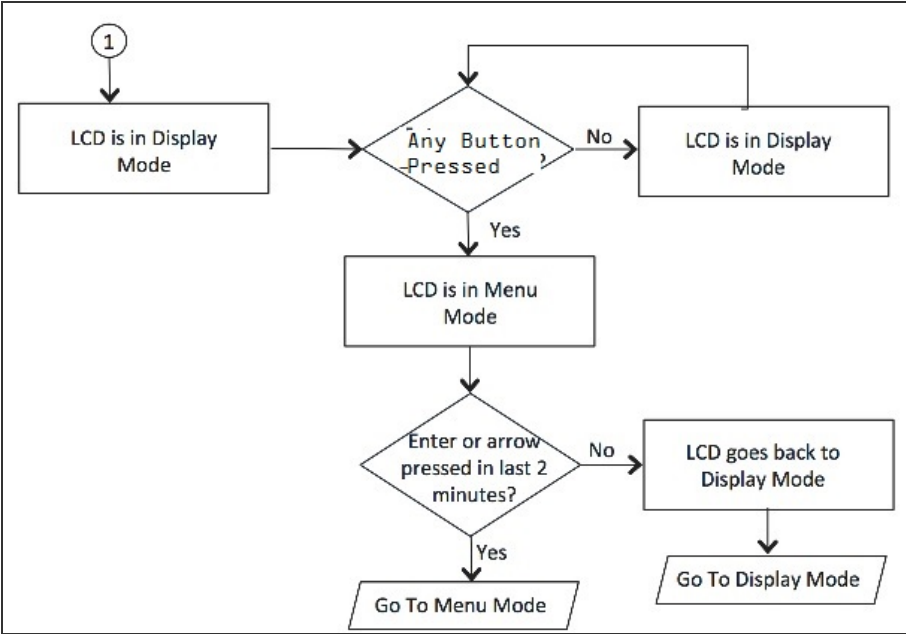 1
LCD is in Display
Mode
Any Button
Pressed ?
No
LCD is in Display
Mode
Yes
LCD is in Menu
Mode
Enter or arrow
pressed in last 2
minutes?
No
LCD goes back to
Display Mode
Yes
Go To Menu Mode
Go To Display Mode